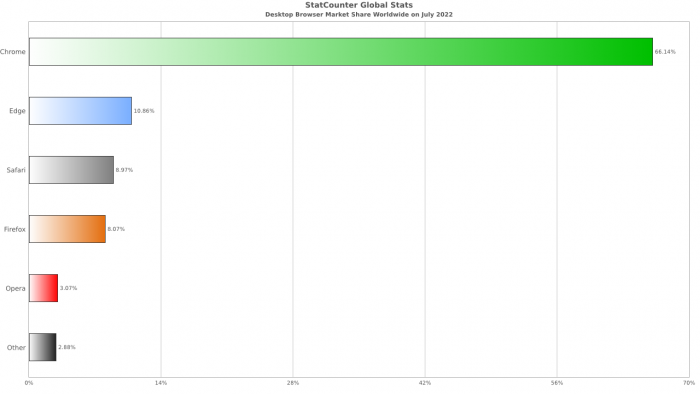 StatCounter Global Stats
Desktop Browser Market Share Worldwide on July 2022
Chrome 66.14%
Edge 10.86%
Safari 8.97%
Firefox 8.07%
Opera 3.07%
Other 2.88%
0% 14% 28% 42% 56% 70%